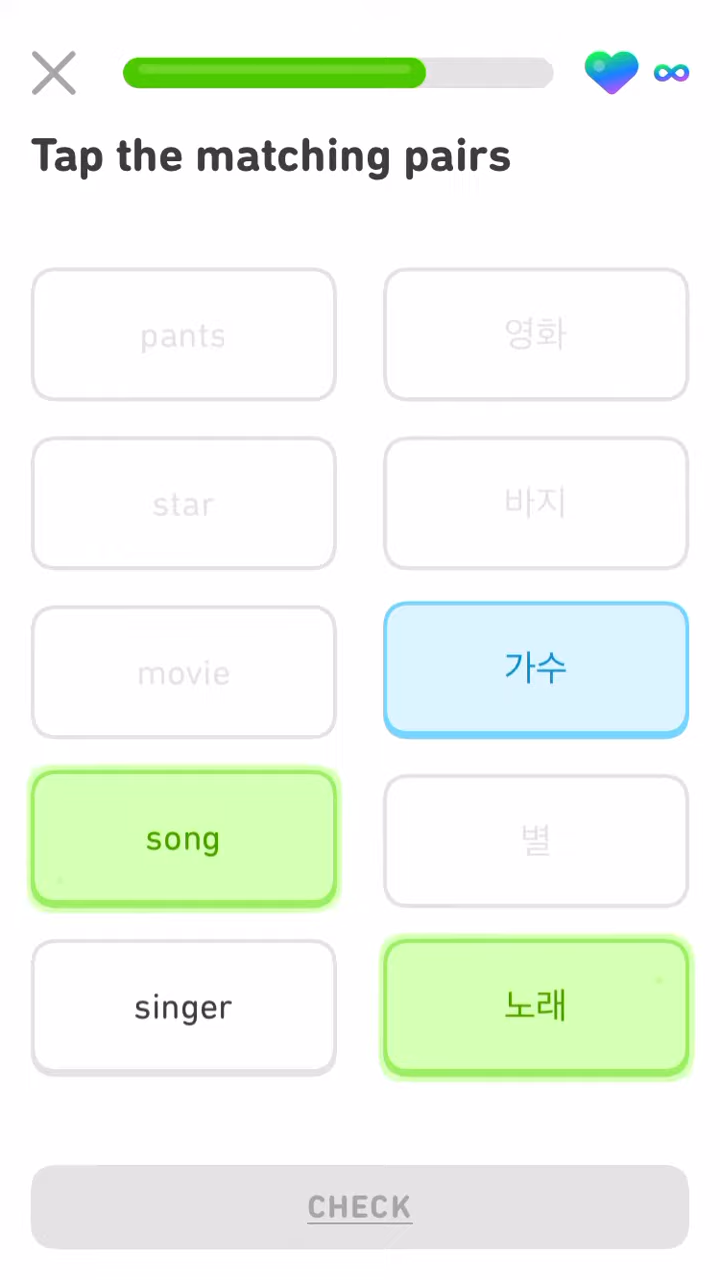 Tap the matching pairs
pants
영화
star
바지
movie
가수
song
별
singer
노래
CHECK